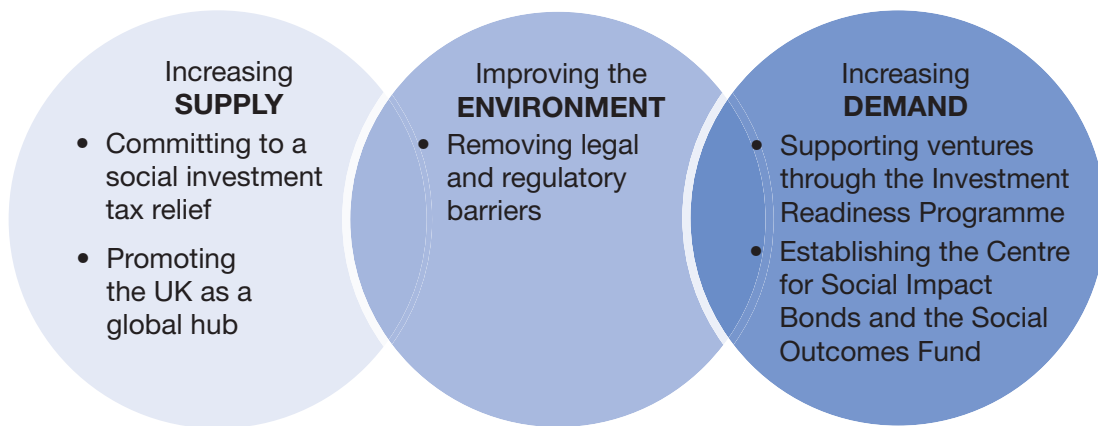 Increasing
SUPPLY
• Committing to a
social investment
tax relief
• Promoting
the UK as a
global hub
Improving the
ENVIRONMENT
• Removing legal
and regulatory
barriers
Increasing
DEMAND
• Supporting ventures
through the Investment
Readiness Programme
• Establishing the Centre
for Social Impact
Bonds and the Social
Outcomes Fund